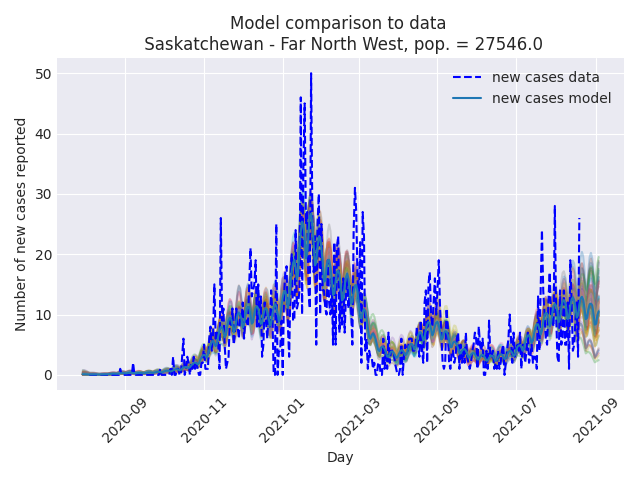 Model comparison to data
Saskatchewan - Far North West, pop. = 27546.0
new cases data
new cases model
Number of new cases reported
50
40
30
20
10
0
2020-09
2020-11
2021-01
2021-03
2021-05
2021-07
2021-09
Day